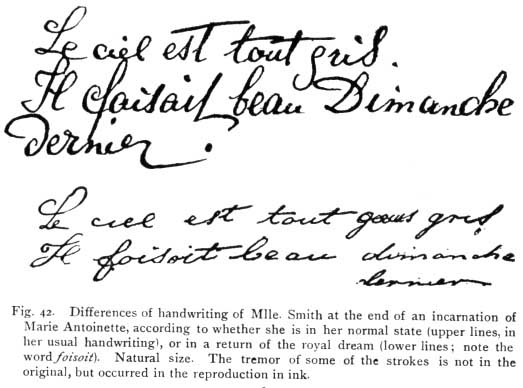 Le ciel est tout gris.
Il faisait beau Dimanche
dernier.
Le ciel est tout gris
Il foisoit beau dimanche
dernier
Fig. 42. Differences of handwriting of Mlle. Smith at the end of an incarnation of
Marie Antoinette, according to whether she is in her normal state (upper lines, in
her usual handwriting), or in a return of the royal dream (lower lines; note the
word foisoit). Natural size. The tremor of some of the strokes is not in the
original, but occurred in the reproduction in ink.